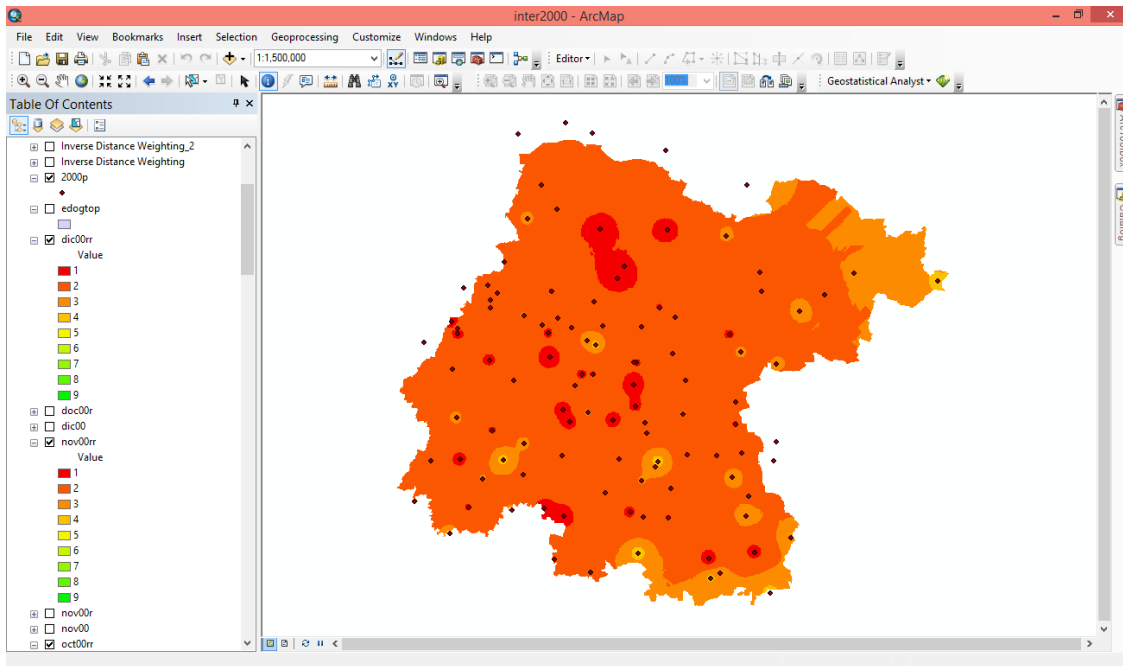 inter2000 - ArcMap
File Edit View Bookmarks Insert Selection Geoprocessing Customize Windows Help
1:1,500,000 Editor
100% Geostatistical Analyst
Table Of Contents
Inverse Distance Weighting_2
Inverse Distance Weighting
2000p
edogtop
dic00rr
Value
1
2
3
4
5
6
7
8
9
doc00r
dic00
nov00rr
Value
1
2
3
4
5
6
7
8
9
nov00r
nov00
oct00rr